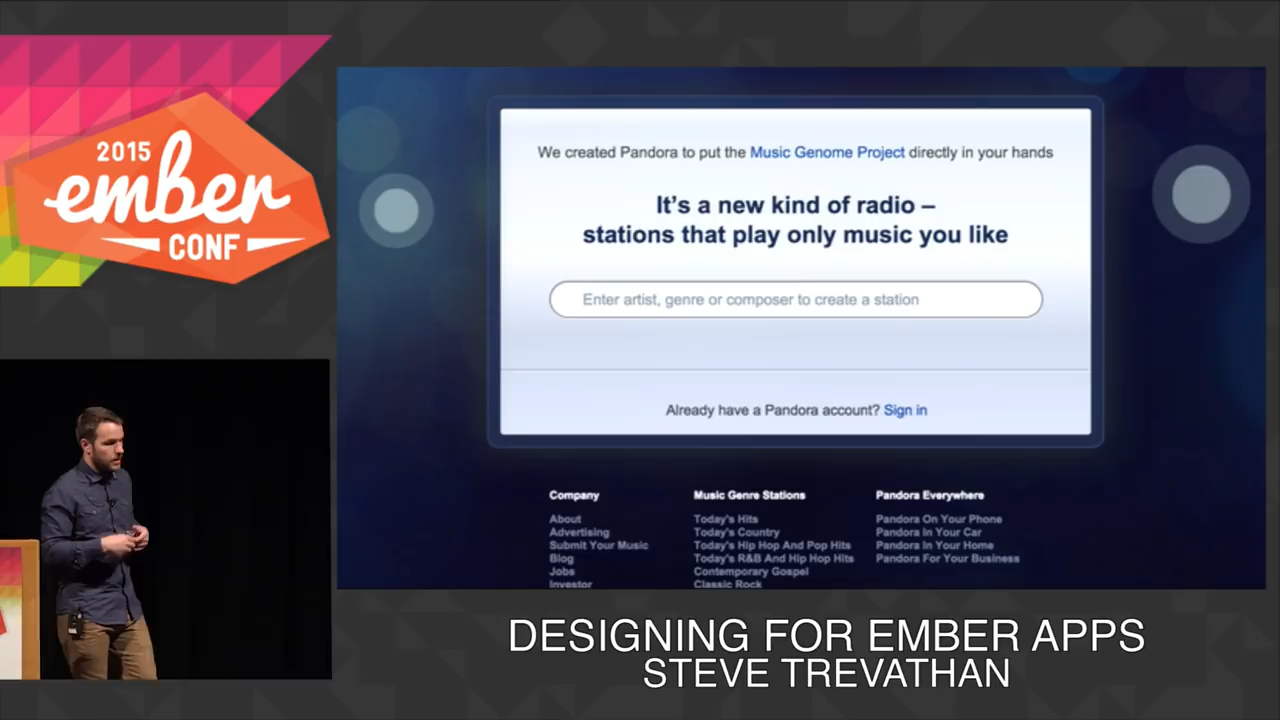 2015
ember
CONF
We created Pandora to put the Music Genome Project directly in your hands
It's a new kind of radio –
stations that play only music you like
Enter artist, genre or composer to create a station
Already have a Pandora account? Sign in
Company
About
Advertising
Submit Your Music
Blog
Jobs
Investor
Music Genre Stations
Today's Hits
Today's Country
Today's Hip Hop And Pop Hits
Today's R&B And Hip Hop Hits
Contemporary Gospel
Classic Rock
Pandora Everywhere
Pandora On Your Phone
Pandora In Your Car
Pandora In Your Home
Pandora For Your Business
DESIGNING FOR EMBER APPS
STEVE TREVATHAN